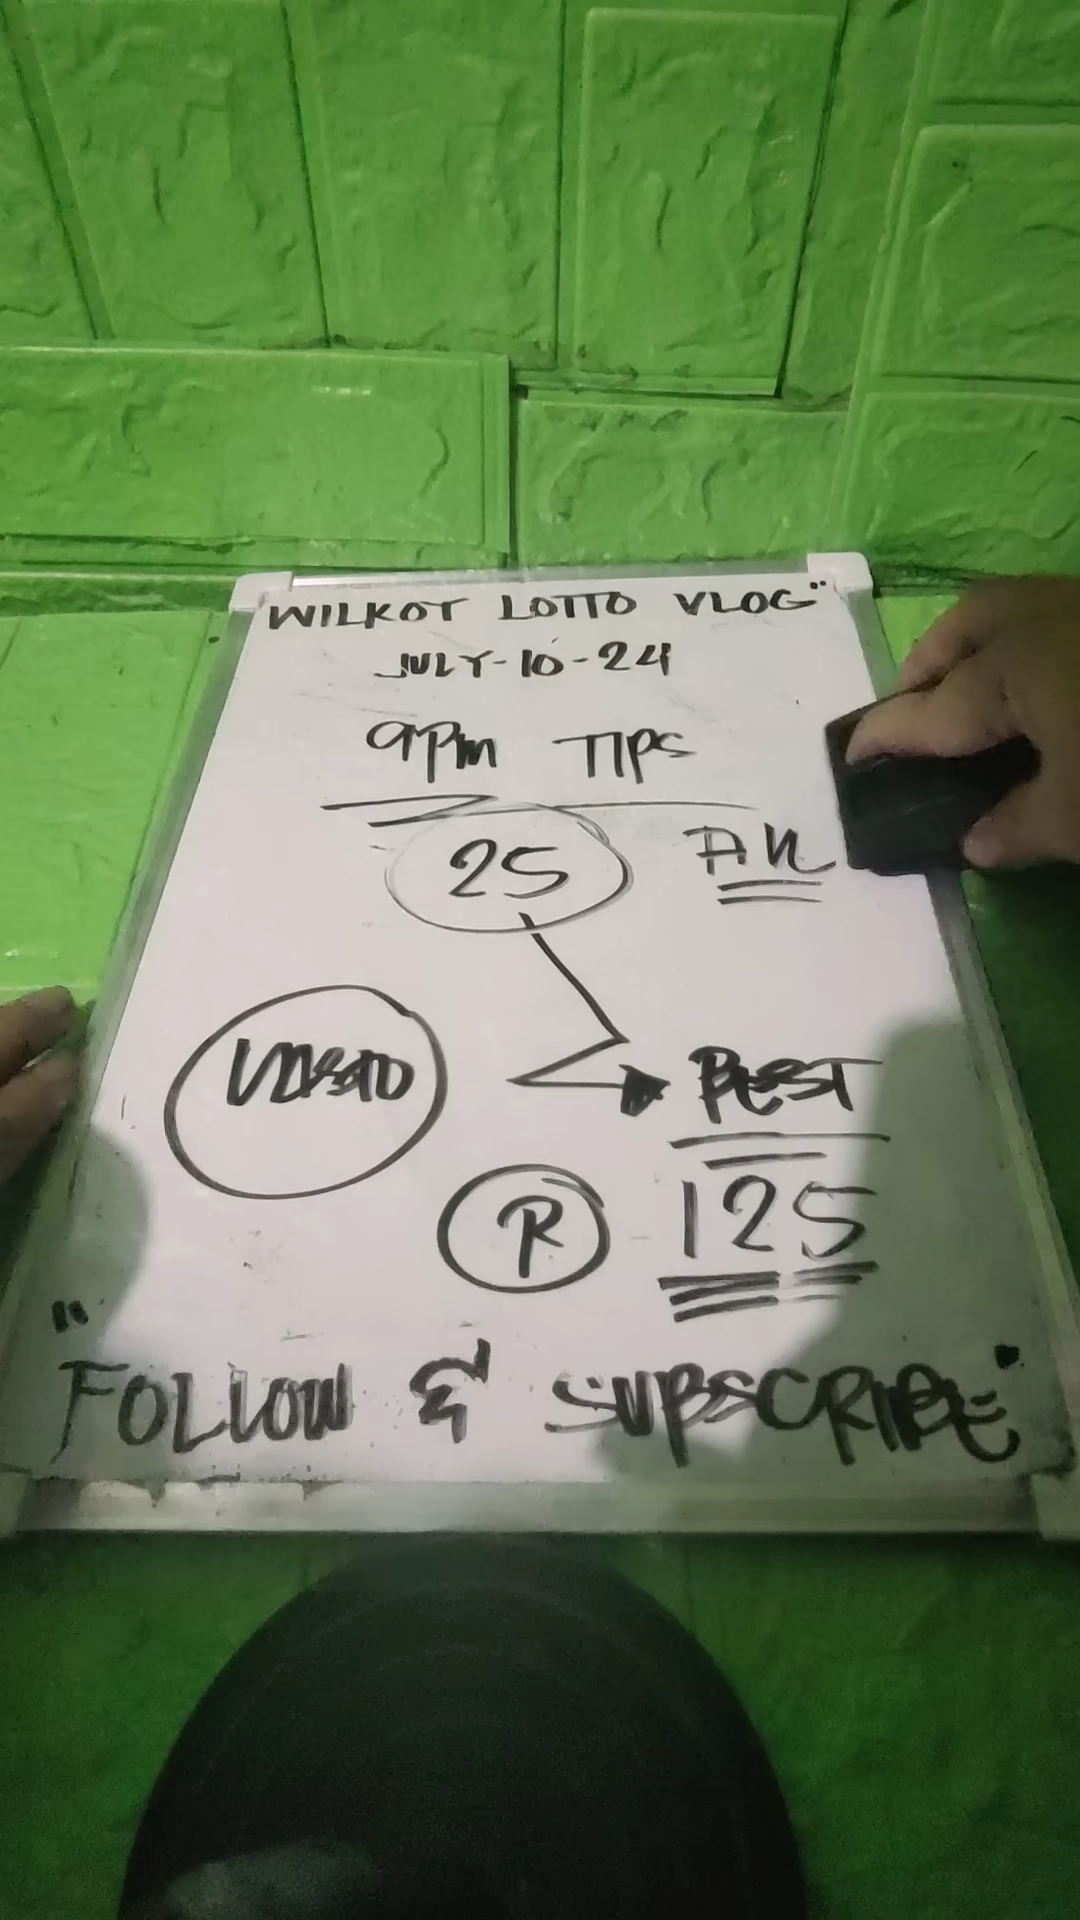 "WILKOT LOTTO VLOG"
JULY-10-24
9PM TIPS
25
BEST
R
125
"FOLLOW & SUBSCRIBE"